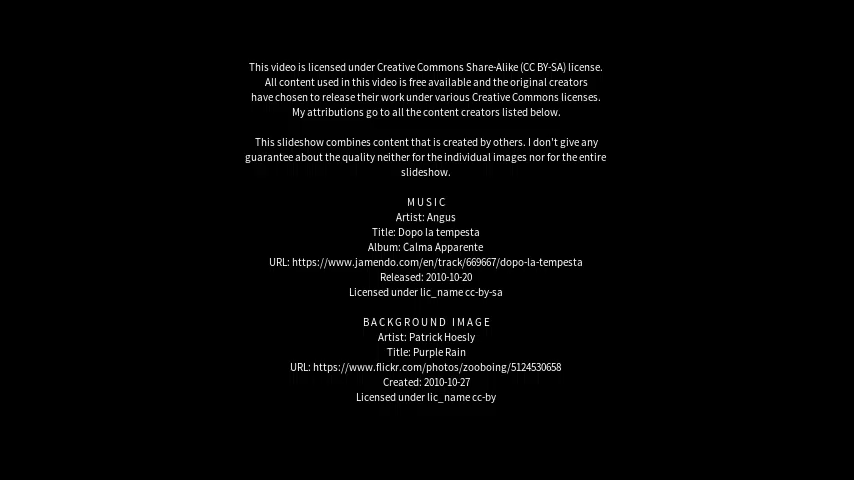 This video is licensed under Creative Commons Share-Alike (CC BY-SA) license.
All content used in this video is free available and the original creators
have chosen to release their work under various Creative Commons licenses.
My attributions go to all the content creators listed below.
This slideshow combines content that is created by others. I don't give any
guarantee about the quality neither for the individual images nor for the entire
slideshow.
MUSIC
Artist: Angus
Title: Dopo la tempesta
Album: Calma Apparente
URL: https://www.jamendo.com/en/track/669667/dopo-la-tempesta
Released: 2010-10-20
Licensed under lic_name cc-by-sa
BACKGROUND IMAGE
Artist: Patrick Hoesly
Title: Purple Rain
URL: https://www.flickr.com/photos/zooboing/5124530658
Created: 2010-10-27
Licensed under lic_name cc-by